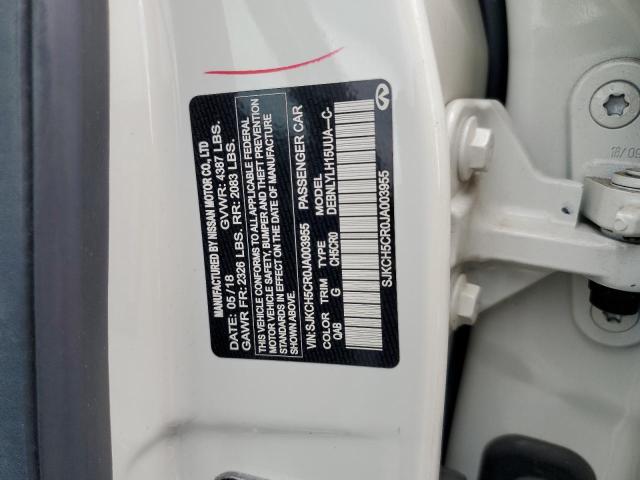 MANUFACTURED BY NISSAN MOTOR CO., LTD
DATE: 05/18 GVWR: 4387 LBS.
GAWR FR: 2326 LBS. RR: 2083 LBS.
THIS VEHICLE CONFORMS TO ALL APPLICABLE FEDERAL
MOTOR VEHICLE SAFETY, BUMPER AND THEFT PREVENTION
STANDARDS IN EFFECT ON THE DATE OF MANUFACTURE
SHOWN ABOVE.
VIN:SJKCH5CR0JA003955 PASSENGER CAR
COLOR TRIM TYPE MODEL
QAB G CH5CR0 DEBNLYLH15UUA-C-
SJKCH5CR0JA003955
18/09